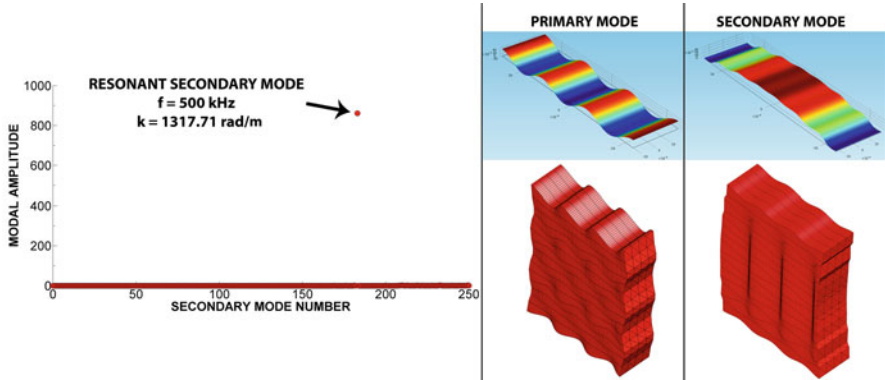 MODAL AMPLITUDE
1000
800
600
400
200
0
RESONANT SECONDARY MODE
f = 500 kHz
k = 1317.71 rad/m
0 50 100 150 200 250
SECONDARY MODE NUMBER
PRIMARY MODE
SECONDARY MODE